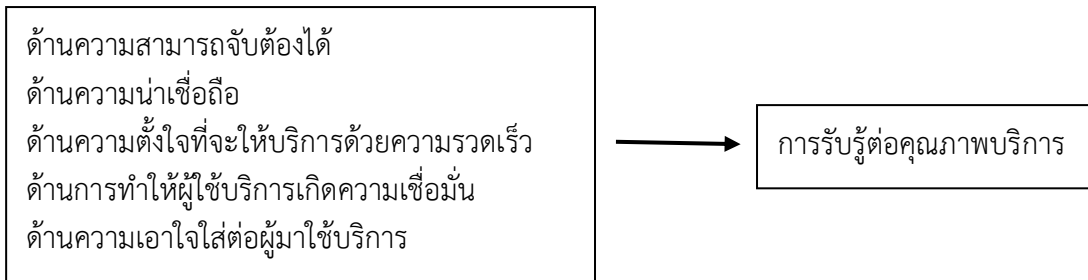 ด้านความสามารถจับต้องได้
ด้านความน่าเชื่อถือ
ด้านความตั้งใจที่จะให้บริการด้วยความรวดเร็ว
ด้านการทำให้ผู้ใช้บริการเกิดความเชื่อมั่น
ด้านความเอาใจใส่ต่อผู้มาใช้บริการ
การรับรู้ต่อคุณภาพบริการ